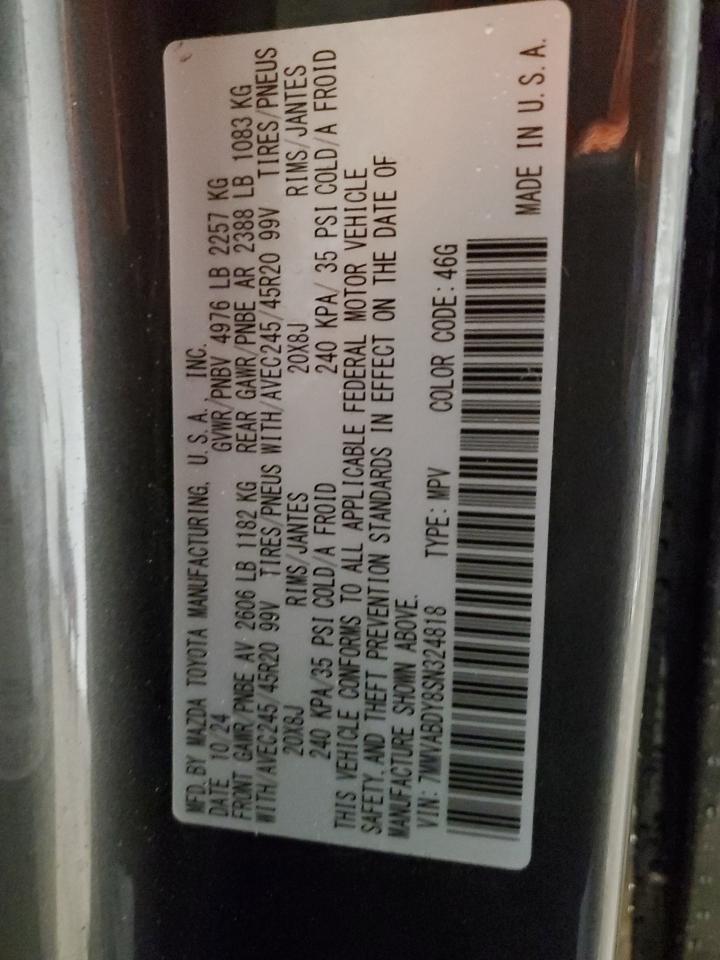 MFD. BY MAZDA TOYOTA MANUFACTURING, U.S.A., INC.
DATE 10/24 GVWR/PNBV 4976 LB 2257 KG
FRONT GAWR/PNBE AV 2606 LB 1182 KG REAR GAWR/PNBE AR 2388 LB 1083 KG
WITH/AVEC245/45R20 99V TIRES/PNEUS WITH/AVEC245/45R20 99V TIRES/PNEUS
20X8J RIMS/JANTES 20X8J RIMS/JANTES
240 KPA/35 PSI COLD/A FROID 240 KPA/ 35 PSI COLD/A FROID
THIS VEHICLE CONFORMS TO ALL APPLICABLE FEDERAL MOTOR VEHICLE
SAFETY,AND THEFT PREVENTION STANDARDS IN EFFECT ON THE DATE OF
MANUFACTURE SHOWN ABOVE.
VIN: 7MMVABDY8SN324818 TYPE: MPV COLOR CODE: 46G
MADE IN U.S.A.